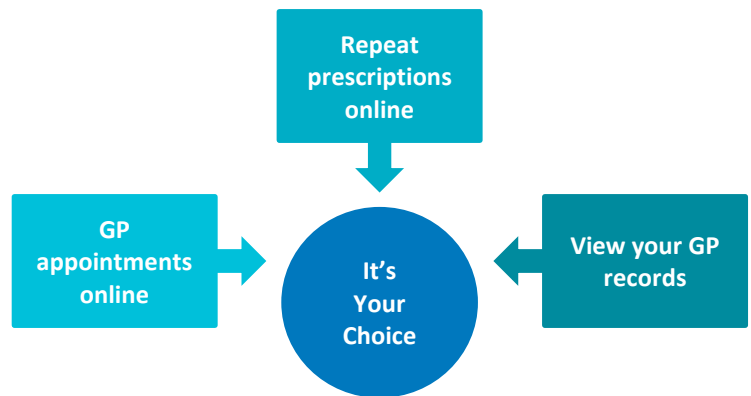 Repeat
prescriptions
online
GP
appointments
online
It’s
Your
Choice
View your GP
records